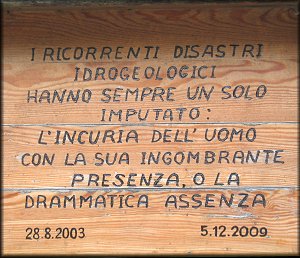 I RICORRENTI DISASTRI
IDROGEOLOGICI
HANNO SEMPRE UN SOLO
IMPUTATO:
L'INCURIA DELL'UOMO
CON LA SUA INGOMBRANTE
PRESENZA, O LA
DRAMMATICA ASSENZA
28.8.2003 5.12.2009